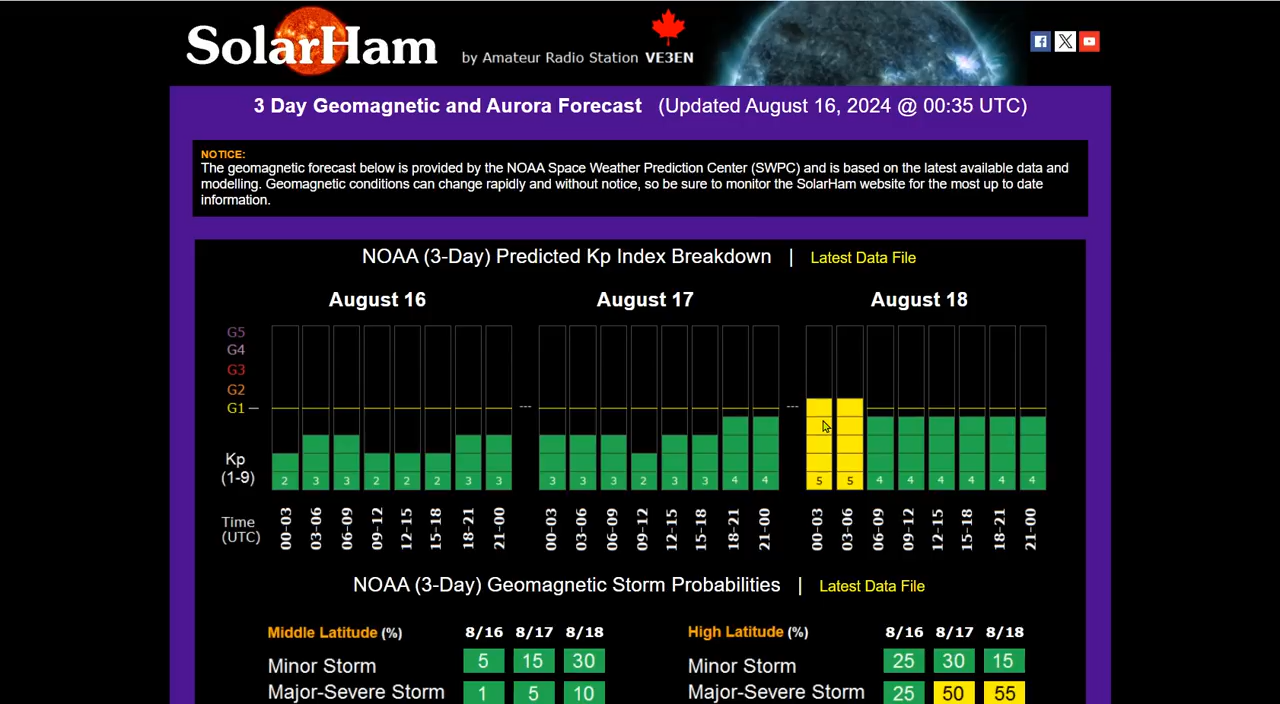 SolarHam
by Amateur Radio Station VE3EN
3 Day Geomagnetic and Aurora Forecast (Updated August 16, 2024 @ 00:35 UTC)
NOTICE:
The geomagnetic forecast below is provided by the NOAA Space Weather Prediction Center (SWPC) and is based on the latest available data and
modelling. Geomagnetic conditions can change rapidly and without notice, so be sure to monitor the SolarHam website for the most up to date
information.
NOAA (3-Day) Predicted Kp Index Breakdown | Latest Data File
August 16 August 17 August 18
G5
G4
G3
G2
G1
Kp
(1-9)
2 3 3 2 2 2 3 3 3 3 3 2 3 3 4 4 5 5 4 4 4 4 4 4
Time
(UTC)
00-03 03-06 06-09 09-12 12-15 15-18 18-21 21-00 00-03 03-06 06-09 09-12 12-15 15-18 18-21 21-00 00-03 03-06 06-09 09-12 12-15 15-18 18-21 21-00
NOAA (3-Day) Geomagnetic Storm Probabilities | Latest Data File
Middle Latitude (%) 8/16 8/17 8/18 High Latitude (%) 8/16 8/17 8/18
Minor Storm 5 15 30 Minor Storm 25 30 15
Major-Severe Storm 1 5 10 Major-Severe Storm 25 50 55